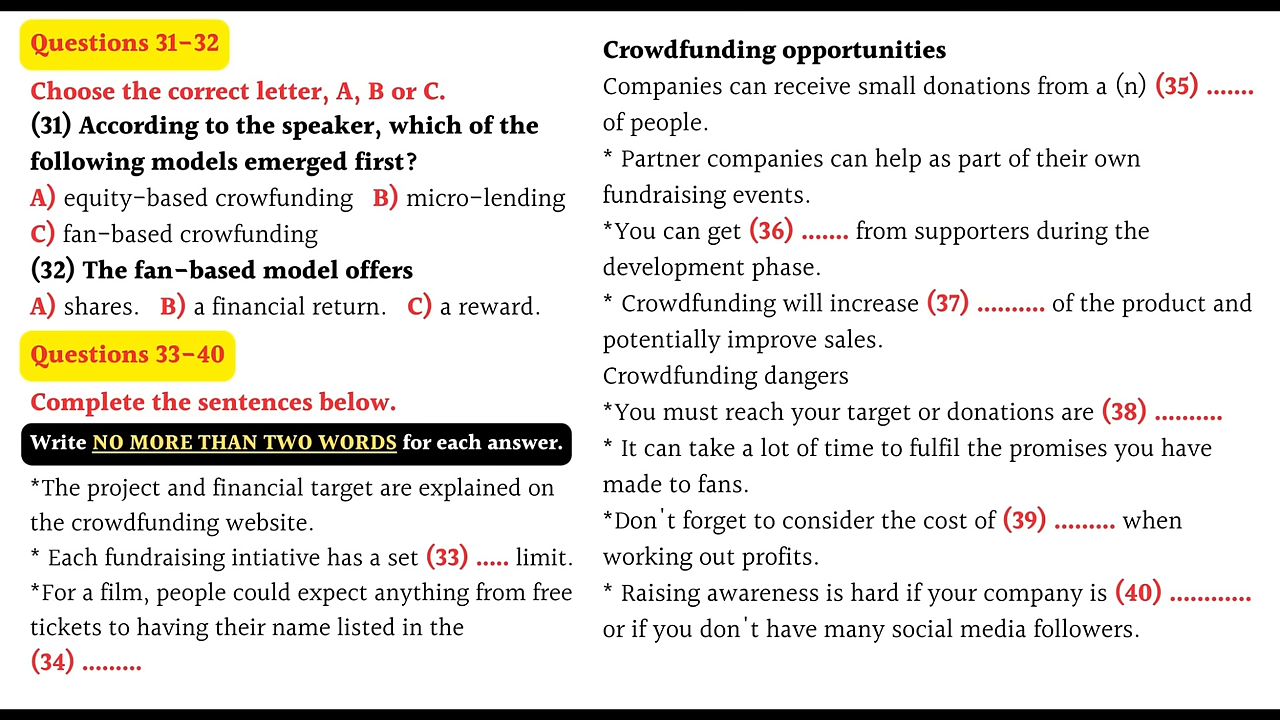 Questions 31-32
Choose the correct letter, A, B or C.
(31) According to the speaker, which of the
following models emerged first?
A) equity-based crowfunding B) micro-lending
C) fan-based crowdfunding
(32) The fan-based model offers
A) shares. B) a financial return. C) a reward.
Questions 33-40
Complete the sentences below.
Write NO MORE THAN TWO WORDS for each answer.
*The project and financial target are explained on
the crowdfunding website.
* Each fundraising intiative has a set (33) ..... limit.
*For a film, people could expect anything from free
tickets to having their name listed in the
(34) .........
Crowdfunding opportunities
Companies can receive small donations from a (n) (35) .......
of people.
* Partner companies can help as part of their own
fundraising events.
*You can get (36) ....... from supporters during the
development phase.
* Crowdfunding will increase (37) .......... of the product and
potentially improve sales.
Crowdfunding dangers
*You must reach your target or donations are (38) ..........
* It can take a lot of time to fulfil the promises you have
made to fans.
*Don't forget to consider the cost of (39) ......... when
working out profits.
* Raising awareness is hard if your company is (40) ............
or if you don't have many social media followers.